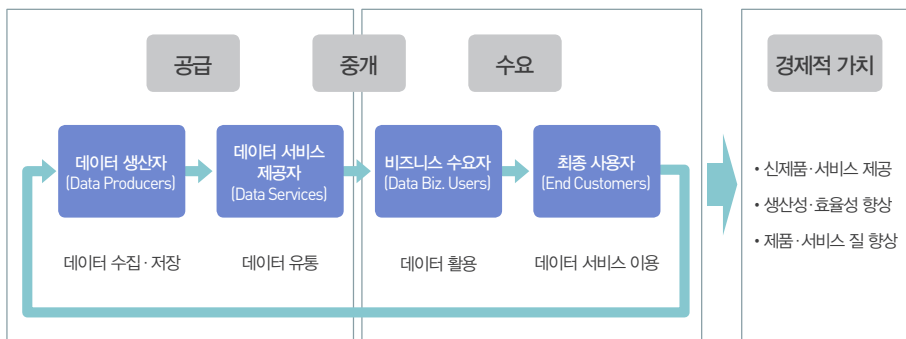 공급
중개
수요
경제적 가치
데이터 생산자
(Data Producers)
데이터 서비스
제공자
(Data Services)
비즈니스 수요자
(Data Biz. Users)
최종 사용자
(End Customers)
데이터 수집·저장
데이터 유통
데이터 활용
데이터 서비스 이용
• 신제품·서비스 제공
• 생산성·효율성 향상
• 제품·서비스 질 향상